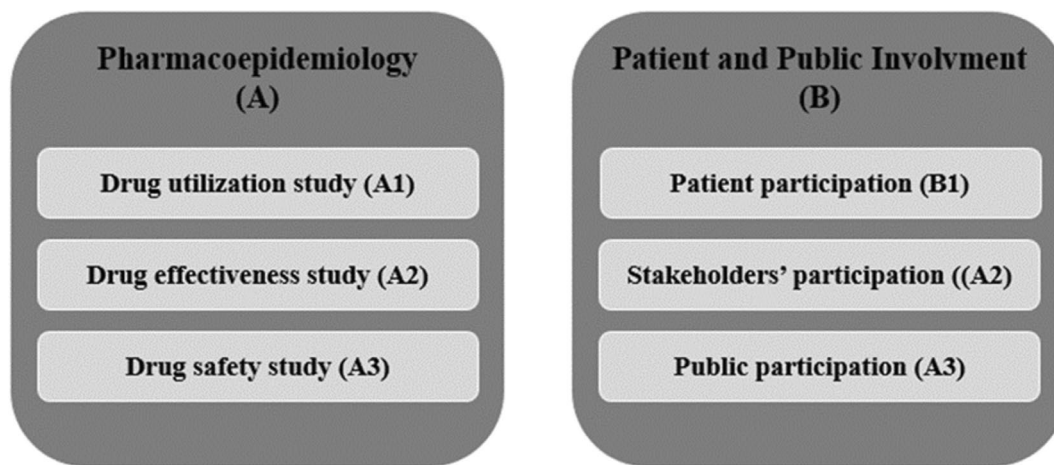 Pharmacoepidemiology
(A)
Drug utilization study (A1)
Drug effectiveness study (A2)
Drug safety study (A3)
Patient and Public Involvment
(B)
Patient participation (B1)
Stakeholders’ participation ((A2)
Public participation (A3)